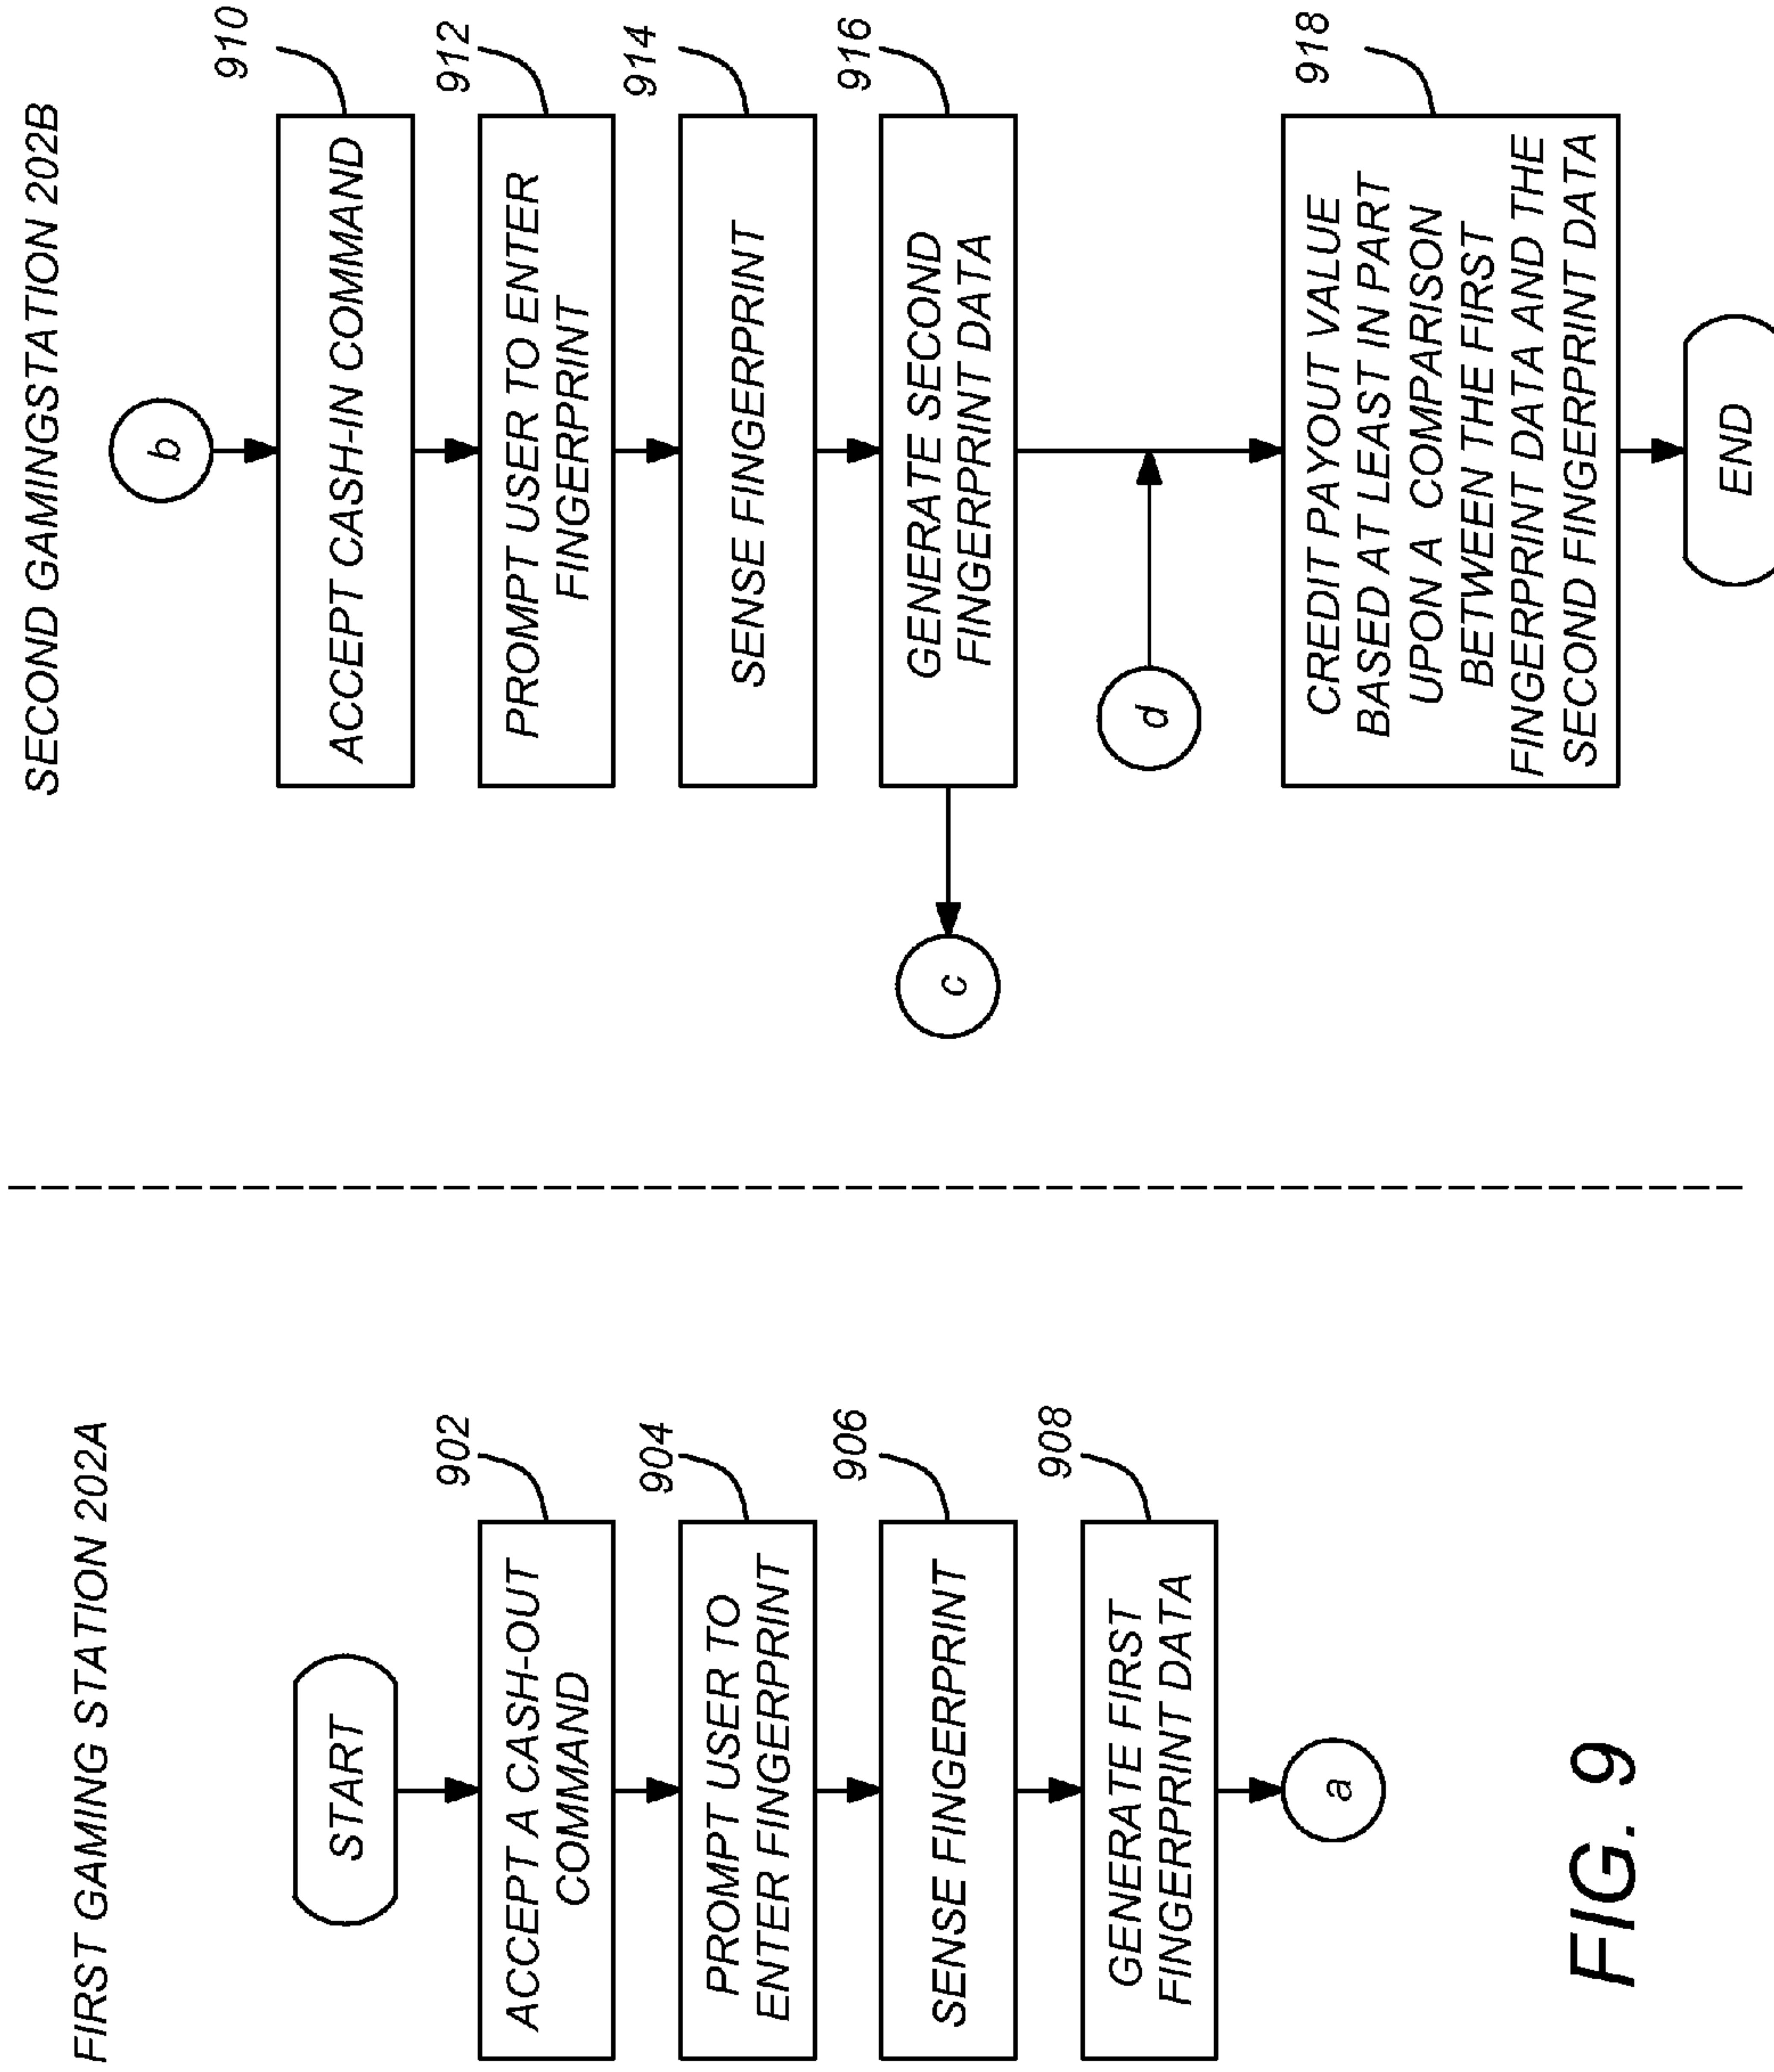 FIRST GAMING STATION 202A
START
ACCEPT A CASH-OUT
COMMAND
902
PROMPT USER TO
ENTER FINGERPRINT
904
SENSE FINGERPRINT
906
GENERATE FIRST
FINGERPRINT DATA
908
a
SECOND GAMINGSTATION 202B
b
ACCEPT CASH-IN COMMAND
910
PROMPT USER TO ENTER
FINGERPRINT
912
SENSE FINGERPRINT
914
GENERATE SECOND
FINGERPRINT DATA
916
c
d
CREDIT PAYOUT VALUE
BASED AT LEAST IN PART
UPON A COMPARISON
BETWEEN THE FIRST
FINGERPRINT DATA AND THE
SECOND FINGERPRINT DATA
918
END
FIG. 9